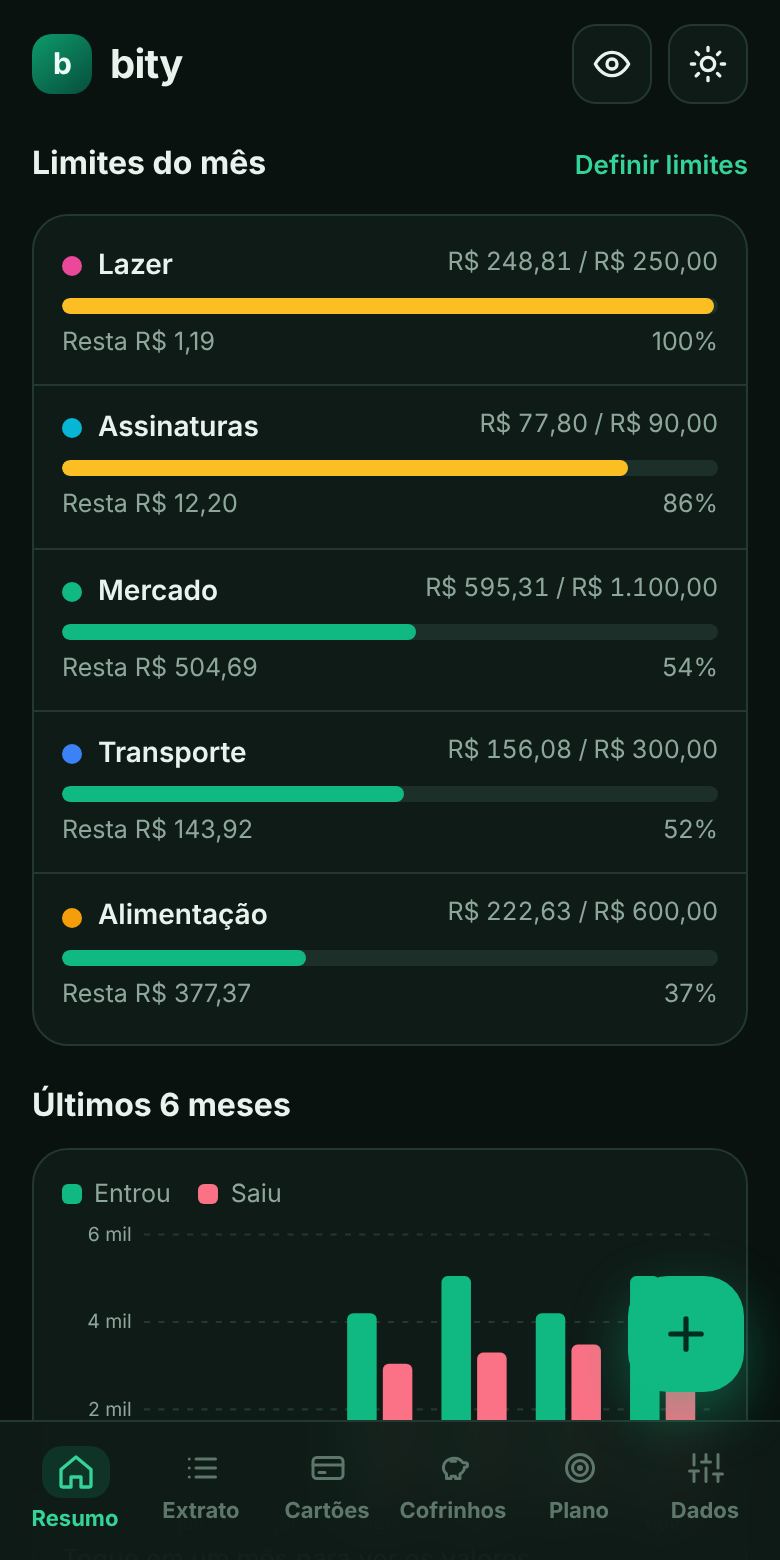 b bity
Limites do mês
Definir limites
Lazer
R$ 248,81 / R$ 250,00
Resta R$ 1,19
100%
Assinaturas
R$ 77,80 / R$ 90,00
Resta R$ 12,20
86%
Mercado
R$ 595,31 / R$ 1.100,00
Resta R$ 504,69
54%
Transporte
R$ 156,08 / R$ 300,00
Resta R$ 143,92
52%
Alimentação
R$ 222,63 / R$ 600,00
Resta R$ 377,37
37%
Últimos 6 meses
Entrou
Saiu
6 mil
4 mil
2 mil
Resumo
Extrato
Cartões
Cofrinhos
Plano
Dados